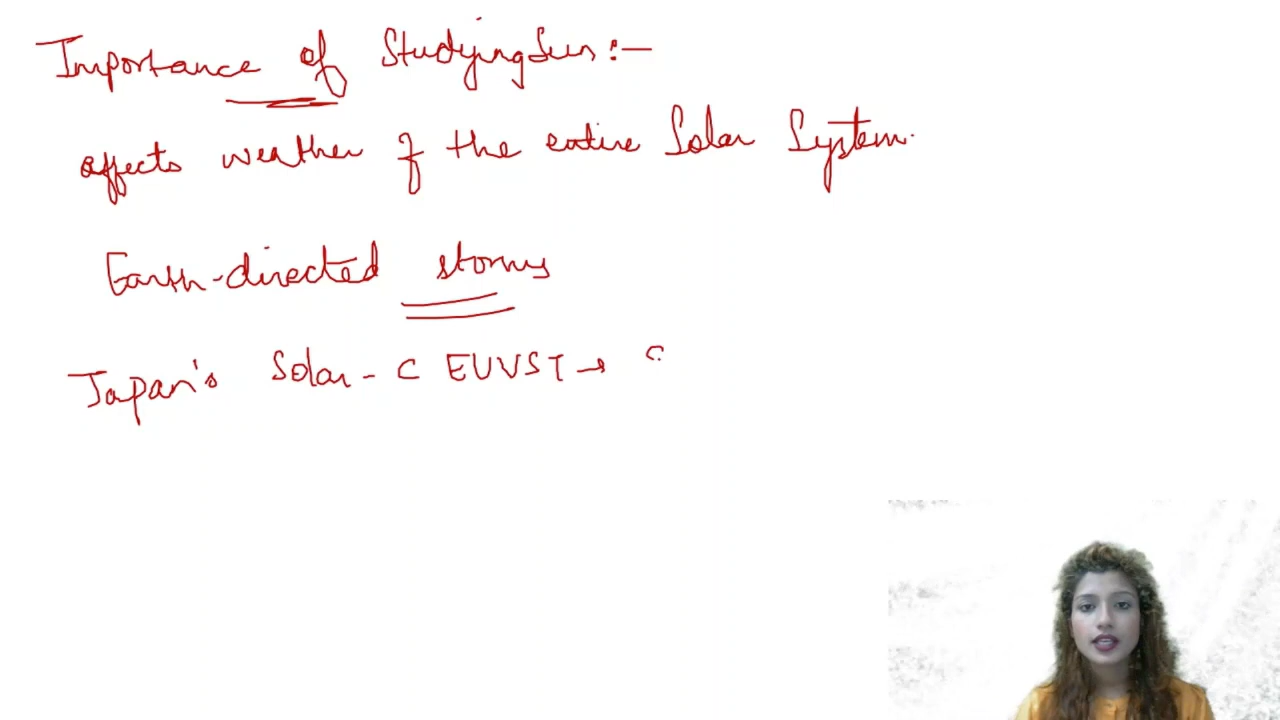 Importance of Studying Sun :-
affects weather of the entire Solar System.
Earth-directed storms
Japan's Solar-C EUVST →